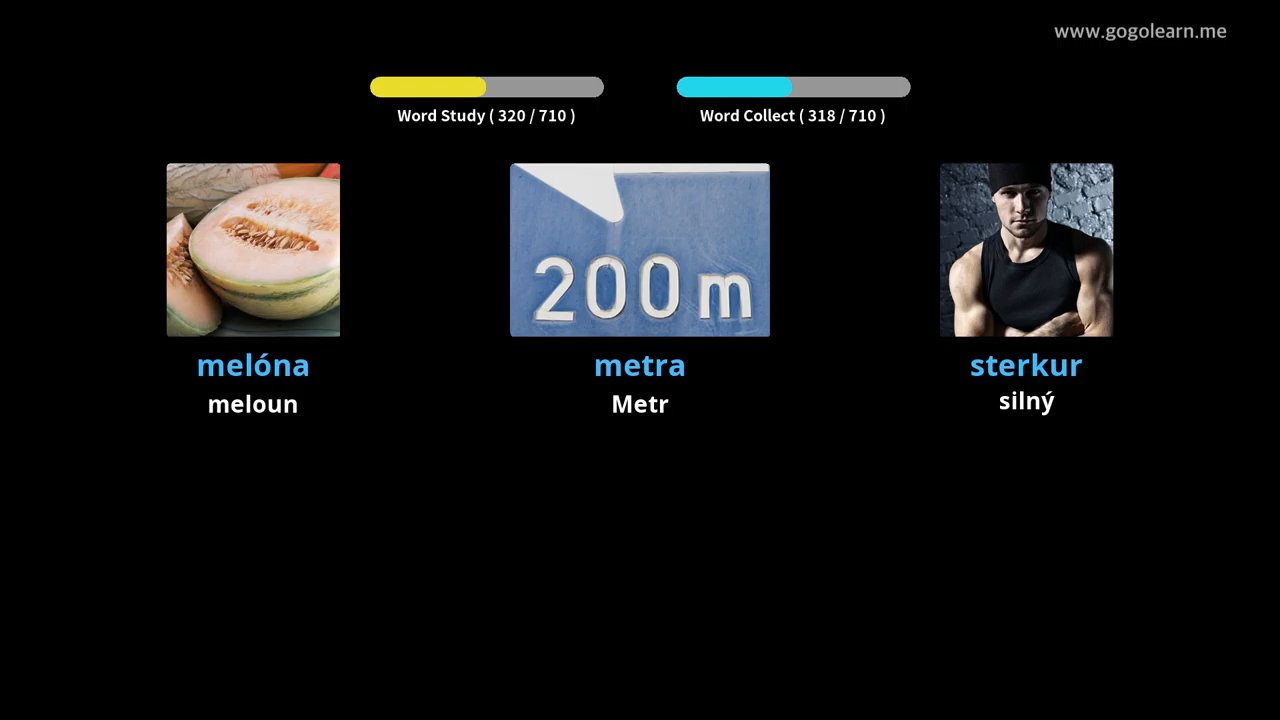 www.gogolearn.me
Word Study ( 320 / 710 )
Word Collect ( 318 / 710 )
200 m
melóna
meloun
metra
Metr
sterkur
silný